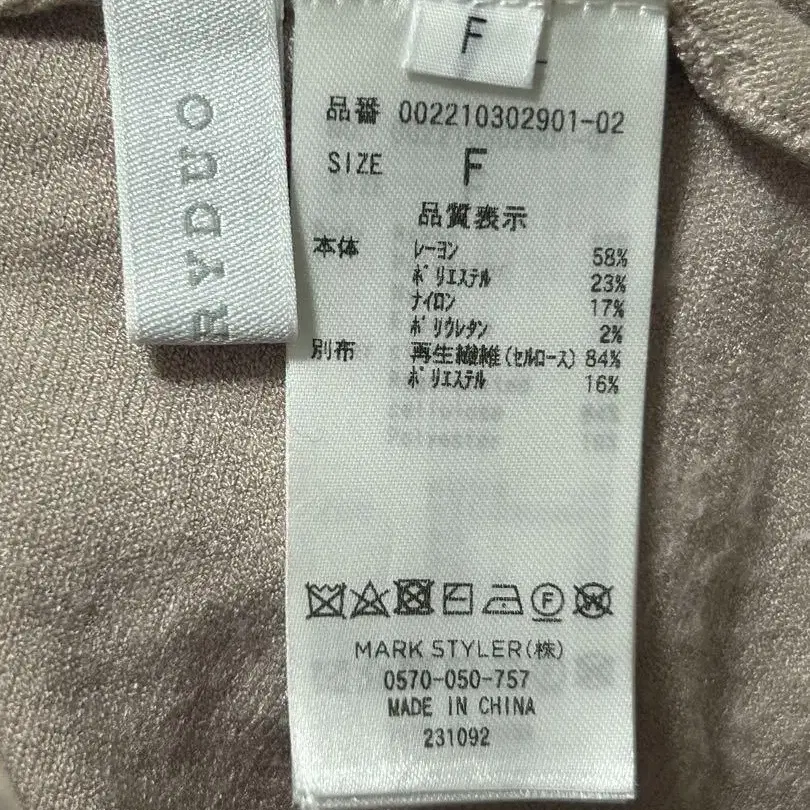 RYDUO
F
品番 002210302901-02
SIZE F
品質表示
本体 レーヨン 58%
ポリエステル 23%
ナイロン 17%
ポリウレタン 2%
別布 再生繊維(セルロース) 84%
ポリエステル 16%
F W
MARK STYLER(株)
0570-050-757
MADE IN CHINA
231092